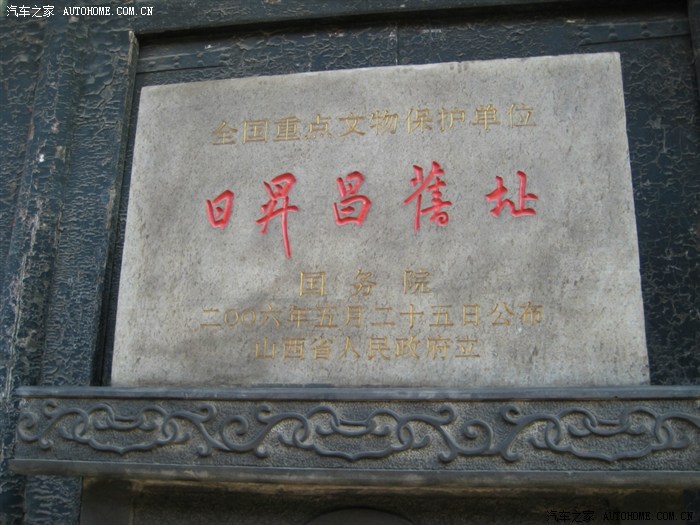 汽车之家 AUTOHOME.COM.CN
全国重点文物保护单位
日昇昌舊址
国务院
二〇〇六年五月二十五日公布
山西省人民政府立
汽车之家 AUTOHOME.COM.CN